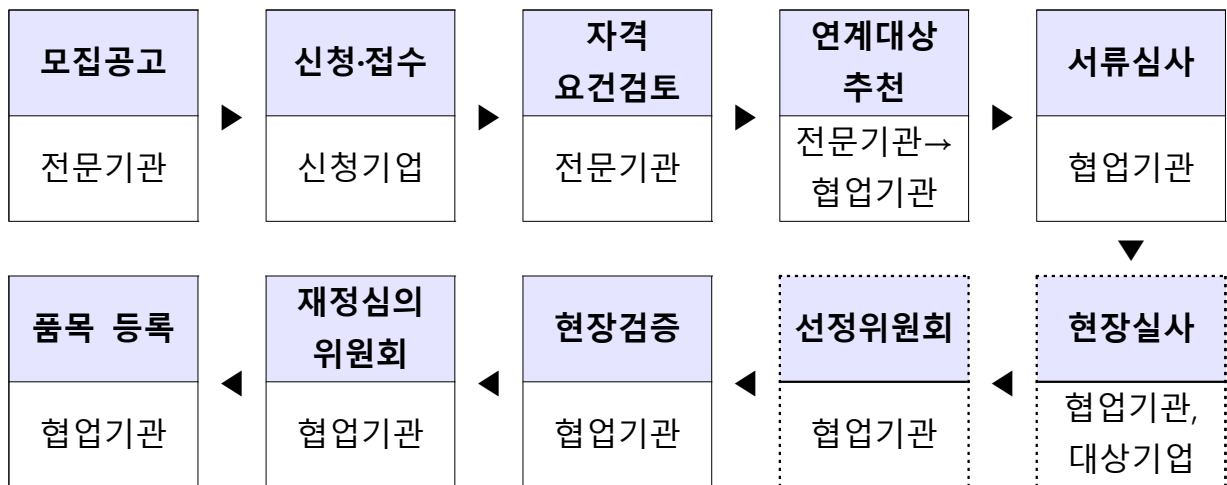 모집공고
전문기관
▶
신청·접수
신청기업
▶
자격
요건검토
전문기관
▶
연계대상
추천
전문기관→
협업기관
▶
서류심사
협업기관
▼
현장실사
협업기관,
대상기업
◀
선정위원회
협업기관
◀
현장검증
협업기관
◀
재정심의
위원회
협업기관
◀
품목 등록
협업기관